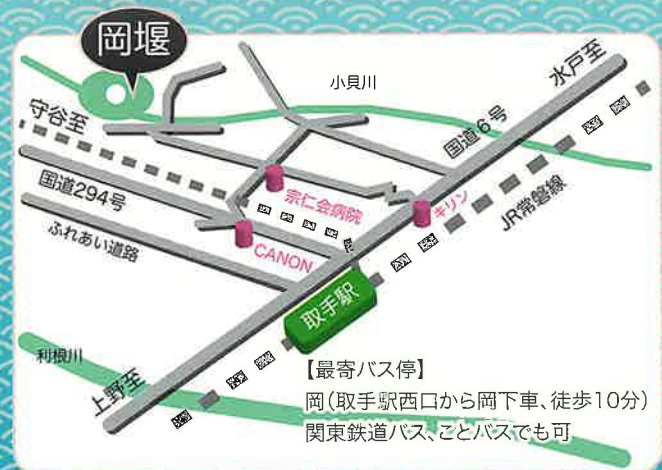 岡堰
小見川
水戸至
守谷至
国道6号
国道294号
宗仁会病院
キリン
JR常磐線
ふれあい道路
CANON
取手駅
利根川
上野至
【最寄バス停】
岡(取手駅西口から岡下車、徒歩10分)
関東鉄道バス、ことバスでも可